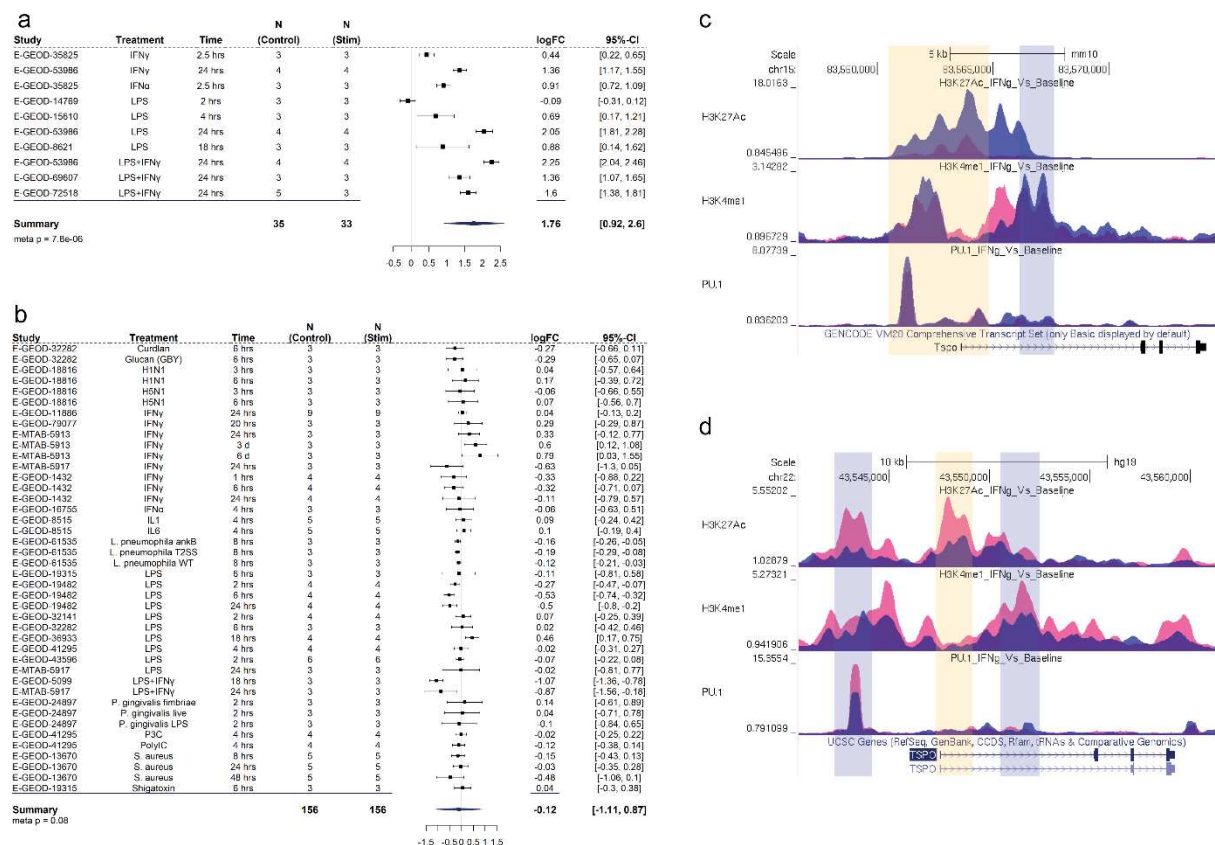 a
N N
(Control) (Stim)
Study Treatment Time logFC 95%-CI
E-GEOD-35825 IFNγ 2.5 hrs 3 3 0.44 [0.22, 0.65]
E-GEOD-53986 IFNγ 24 hrs 4 4 1.36 [1.17, 1.55]
E-GEOD-35825 IFNα 2.5 hrs 3 3 0.91 [0.72, 1.09]
E-GEOD-14769 LPS 2 hrs 3 3 -0.09 [-0.31, 0.12]
E-GEOD-15610 LPS 4 hrs 3 3 0.69 [0.17, 1.21]
E-GEOD-53986 LPS 24 hrs 4 4 2.05 [1.81, 2.28]
E-GEOD-8621 LPS 18 hrs 3 3 0.88 [0.14, 1.62]
E-GEOD-53986 LPS+IFNγ 24 hrs 4 4 2.25 [2.04, 2.46]
E-GEOD-69607 LPS+IFNγ 24 hrs 3 3 1.36 [1.07, 1.65]
E-GEOD-72518 LPS+IFNγ 24 hrs 5 3 1.6 [1.38, 1.81]
Summary 35 33 1.76 [0.92, 2.6]
meta p = 7.8e-06
-0.5 0 0.5 1 1.5 2 2.5
b
N N
(Control) (Stim)
Study Treatment Time logFC 95%-CI
E-GEOD-32282 Curdlan 6 hrs 3 3 -0.27 [-0.66, 0.11]
E-GEOD-32282 Glucan (GBY) 6 hrs 3 3 -0.29 [-0.65, 0.07]
E-GEOD-18816 H1N1 3 hrs 3 3 0.04 [-0.57, 0.64]
E-GEOD-18816 H1N1 6 hrs 3 3 0.17 [-0.39, 0.72]
E-GEOD-18816 H5N1 3 hrs 3 3 -0.06 [-0.66, 0.55]
E-GEOD-18816 H5N1 6 hrs 3 3 0.07 [-0.56, 0.7]
E-GEOD-11886 IFNγ 24 hrs 9 9 0.04 [-0.13, 0.2]
E-GEOD-79077 IFNγ 20 hrs 3 3 0.29 [-0.29, 0.87]
E-MTAB-5913 IFNγ 24 hrs 3 3 0.33 [-0.12, 0.77]
E-MTAB-5913 IFNγ 3 d 3 3 0.6 [0.12, 1.08]
E-MTAB-5913 IFNγ 6 d 3 3 0.79 [0.03, 1.55]
E-MTAB-5917 IFNγ 24 hrs 3 3 -0.63 [-1.3, 0.05]
E-GEOD-1432 IFNγ 1 hrs 4 4 -0.33 [-0.88, 0.22]
E-GEOD-1432 IFNγ 6 hrs 4 4 -0.32 [-0.71, 0.07]
E-GEOD-1432 IFNγ 24 hrs 4 4 -0.11 [-0.79, 0.57]
E-GEOD-16755 IFNα 4 hrs 3 3 -0.06 [-0.63, 0.51]
E-GEOD-8515 IL1 4 hrs 5 5 0.09 [-0.24, 0.42]
E-GEOD-8515 IL6 4 hrs 5 5 0.1 [-0.19, 0.4]
E-GEOD-61535 L. pneumophila ankB 8 hrs 3 3 -0.16 [-0.26, -0.05]
E-GEOD-61535 L. pneumophila T2SS 8 hrs 3 3 -0.19 [-0.29, -0.08]
E-GEOD-61535 L. pneumophila WT 8 hrs 3 3 -0.12 [-0.21, -0.03]
E-GEOD-19315 LPS 6 hrs 3 3 -0.11 [-0.81, 0.58]
E-GEOD-19482 LPS 2 hrs 4 4 -0.27 [-0.47, -0.07]
E-GEOD-19482 LPS 6 hrs 4 4 -0.53 [-0.74, -0.32]
E-GEOD-19482 LPS 24 hrs 4 4 -0.5 [-0.8, -0.2]
E-GEOD-32141 LPS 2 hrs 4 4 0.07 [-0.25, 0.39]
E-GEOD-32282 LPS 6 hrs 3 3 0.02 [-0.42, 0.46]
E-GEOD-36933 LPS 18 hrs 4 4 0.46 [0.17, 0.75]
E-GEOD-41295 LPS 4 hrs 4 4 -0.02 [-0.31, 0.27]
E-GEOD-43596 LPS 2 hrs 6 6 -0.07 [-0.22, 0.08]
E-MTAB-5917 LPS 24 hrs 3 3 -0.02 [-0.81, 0.77]
E-GEOD-5099 LPS+IFNγ 18 hrs 3 3 -1.07 [-1.36, -0.78]
E-MTAB-5917 LPS+IFNγ 24 hrs 3 3 -0.87 [-1.56, -0.18]
E-GEOD-24897 P. gingivalis fimbriae 2 hrs 3 3 0.14 [-0.61, 0.89]
E-GEOD-24897 P. gingivalis live 2 hrs 3 3 0.04 [-0.71, 0.78]
E-GEOD-24897 P. gingivalis LPS 2 hrs 3 3 -0.1 [-0.84, 0.65]
E-GEOD-41295 P3C 4 hrs 4 4 -0.02 [-0.25, 0.22]
E-GEOD-41295 PolyIC 4 hrs 4 4 -0.12 [-0.38, 0.14]
E-GEOD-13670 S. aureus 8 hrs 5 5 -0.15 [-0.43, 0.13]
E-GEOD-13670 S. aureus 24 hrs 5 5 -0.03 [-0.35, 0.28]
E-GEOD-13670 S. aureus 48 hrs 5 5 -0.48 [-1.06, 0.1]
E-GEOD-19315 Shigatoxin 6 hrs 3 3 0.04 [-0.3, 0.38]
Summary 156 156 -0.12 [-1.11, 0.87]
meta p = 0.08
-1.5 -0.5 0 0.5 1 1.5
c
Scale 5 kb mm10
chr15: 83,560,000 83,565,000 83,570,000
H3K27Ac_IFNg_Vs_Baseline
18.0163
H3K27Ac
0.845496
H3K4me1_IFNg_Vs_Baseline
3.14282
H3K4me1
0.896728
PU.1_IFNg_Vs_Baseline
6.02739
PU.1
0.836203
GENCODE VM20 Comprehensive Transcript Set (only Basic displayed by default)
Tspo
d
Scale 10 kb hg19
chr22: 43,545,000 43,550,000 43,555,000 43,560,000
H3K27Ac_IFNg_Vs_Baseline
5.55202
H3K27Ac
1.02879
H3K4me1_IFNg_Vs_Baseline
5.27321
H3K4me1
0.941906
PU.1_IFNg_Vs_Baseline
15.5554
PU.1
0.791099
UCSC Genes (RefSeq, GenBank, CCDS, Rfam, tRNAs & Comparative Genomics)
TSPO
TSPO